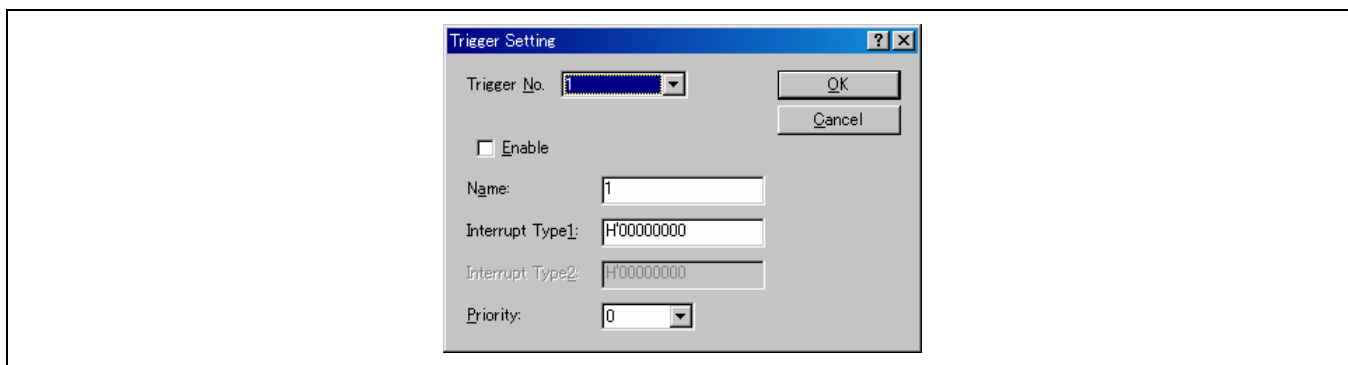 Trigger Setting
Trigger No. 1
OK
Cancel
Enable
Name: 1
Interrupt Type1: H'00000000
Interrupt Type2: H'00000000
Priority: 0